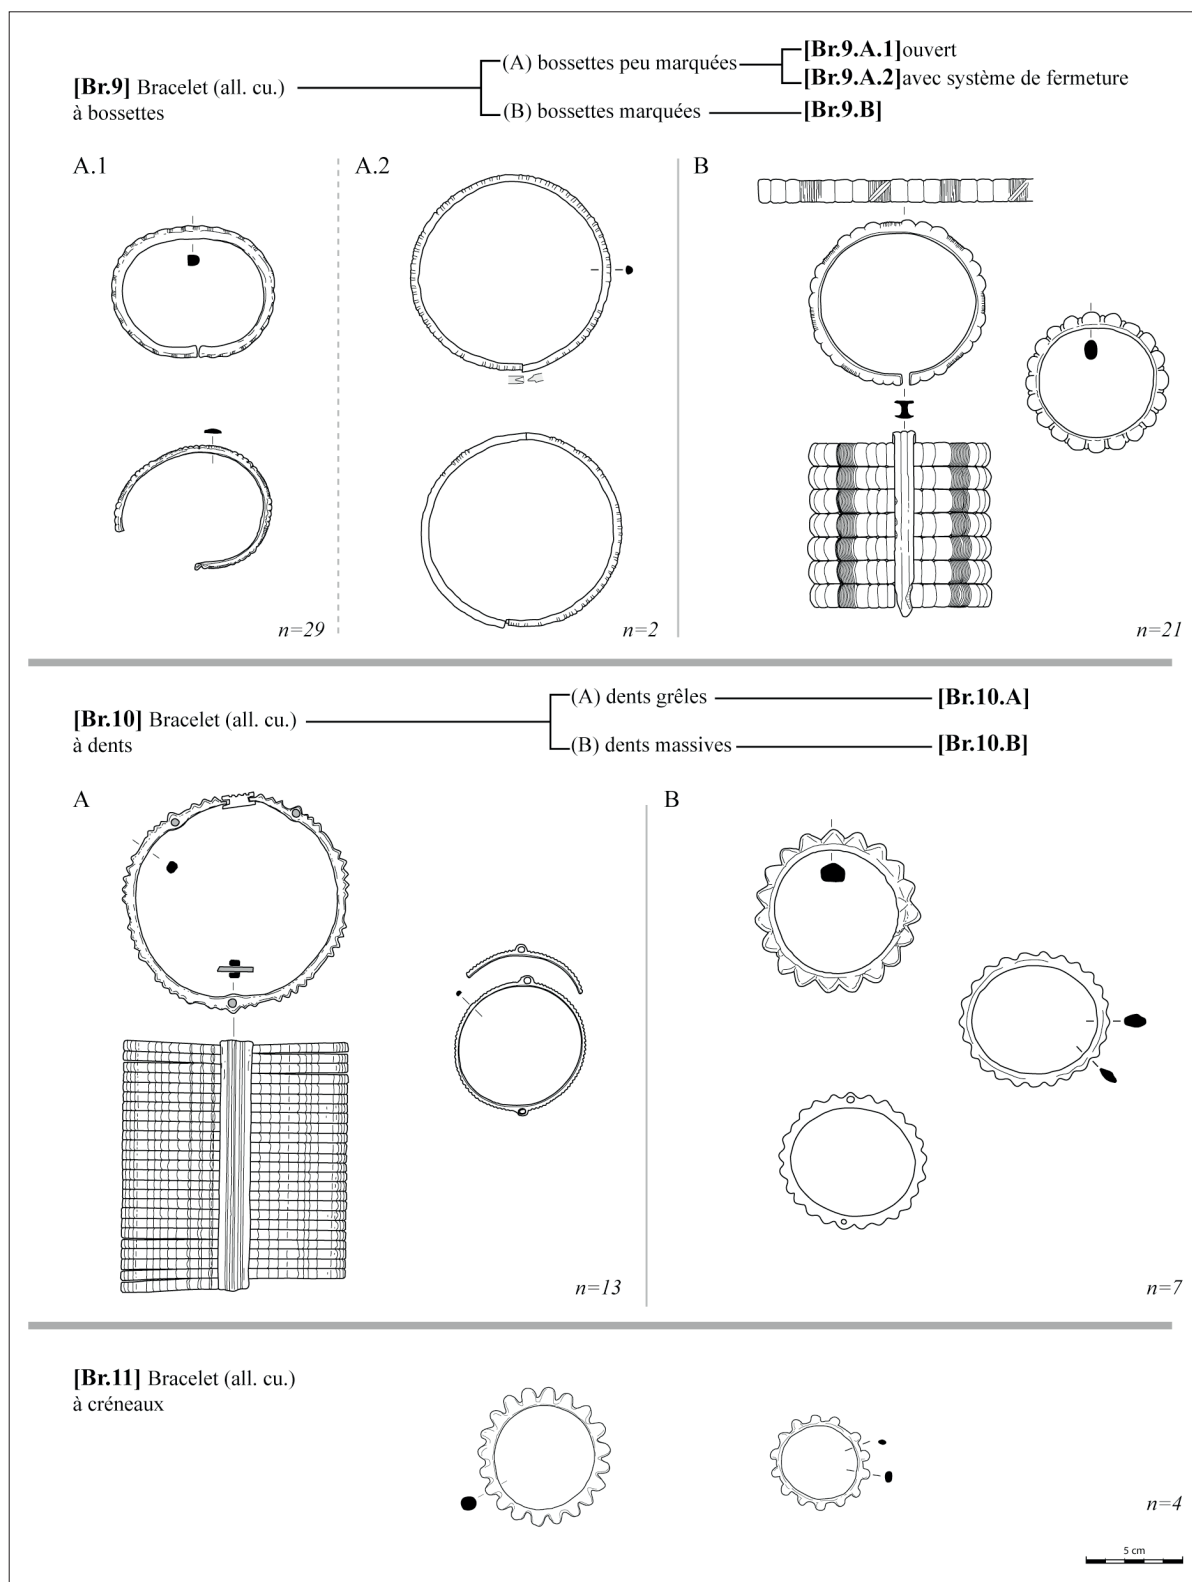 [Br.9] Bracelet (all. cu.)
à bossettes
(A) bossettes peu marquées
[Br.9.A.1]ouvert
[Br.9.A.2]avec système de fermeture
(B) bossettes marquées
[Br.9.B]
A.1
A.2
B
n=29
n=2
n=21
[Br.10] Bracelet (all. cu.)
à dents
(A) dents grêles
[Br.10.A]
(B) dents massives
[Br.10.B]
A
B
n=13
n=7
[Br.11] Bracelet (all. cu.)
à créneaux
n=4
5 cm